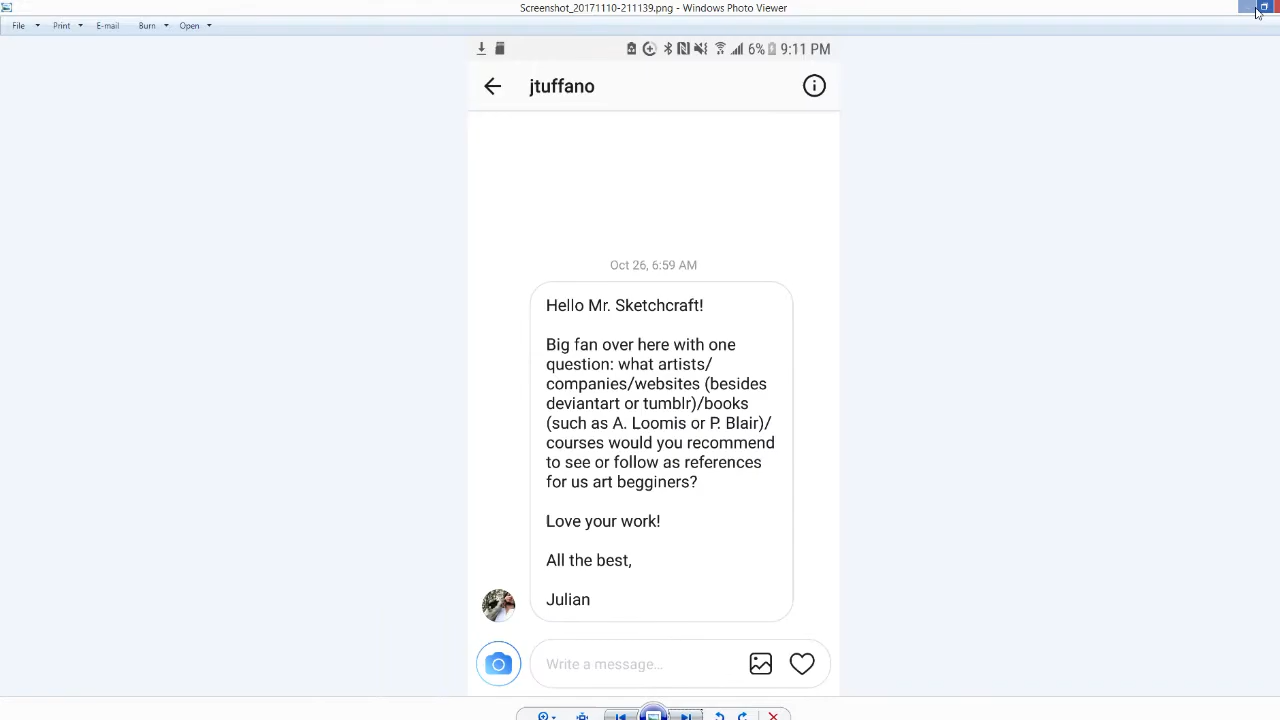 Screenshot_20171110-211139.png - Windows Photo Viewer
File Print E-mail Burn Open
6% 9:11 PM
jtuffano
Oct 26, 6:59 AM
Hello Mr. Sketchcraft!
Big fan over here with one
question: what artists/
companies/websites (besides
deviantart or tumblr)/books
(such as A. Loomis or P. Blair)/
courses would you recommend
to see or follow as references
for us art begginers?
Love your work!
All the best,
Julian
Write a message...